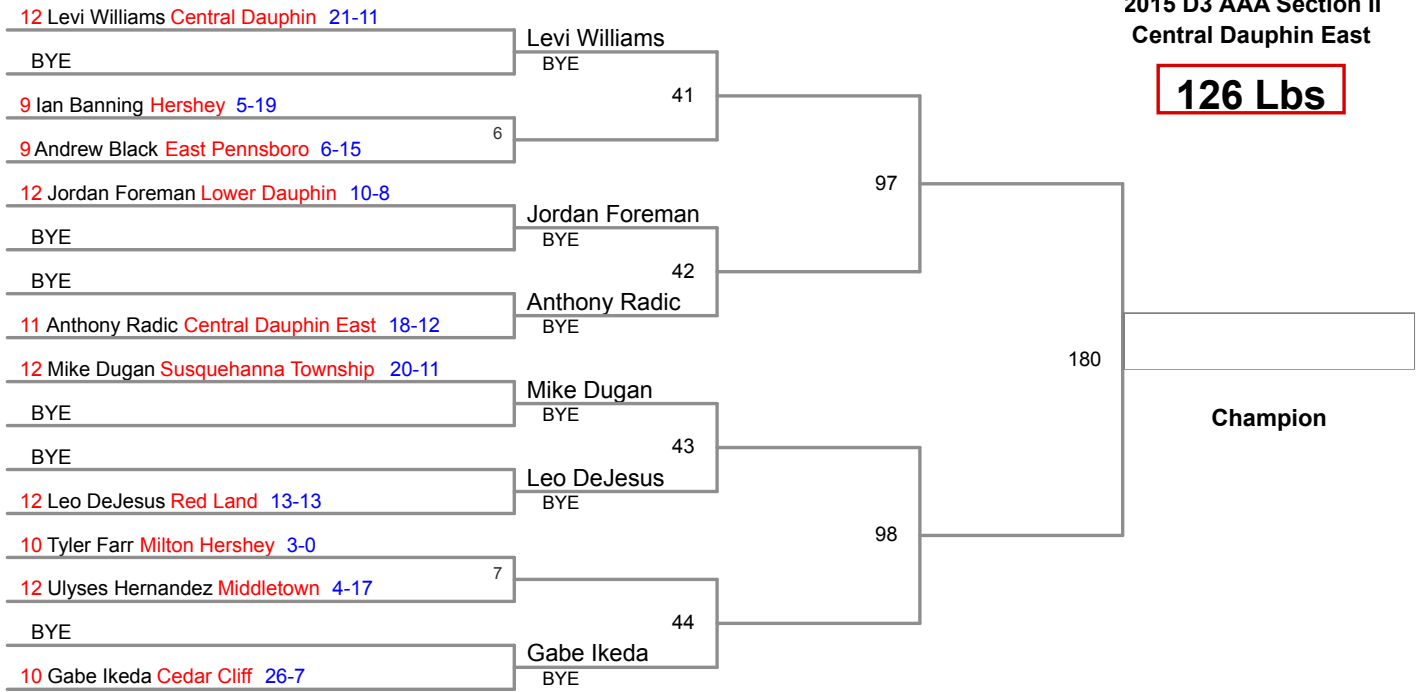 2015 D3 AAA Section II
Central Dauphin East
126 Lbs
12 Levi Williams Central Dauphin 21-11
BYE
9 Ian Banning Hershey 5-19
9 Andrew Black East Pennsboro 6-15
12 Jordan Foreman Lower Dauphin 10-8
BYE
BYE
11 Anthony Radic Central Dauphin East 18-12
12 Mike Dugan Susquehanna Township 20-11
BYE
BYE
12 Leo DeJesus Red Land 13-13
10 Tyler Farr Milton Hershey 3-0
12 Ulyses Hernandez Middletown 4-17
BYE
10 Gabe Ikeda Cedar Cliff 26-7
6
7
Levi Williams
BYE
Jordan Foreman
BYE
Anthony Radic
BYE
Mike Dugan
BYE
Leo DeJesus
BYE
Gabe Ikeda
BYE
41
42
43
44
97
98
180
Champion